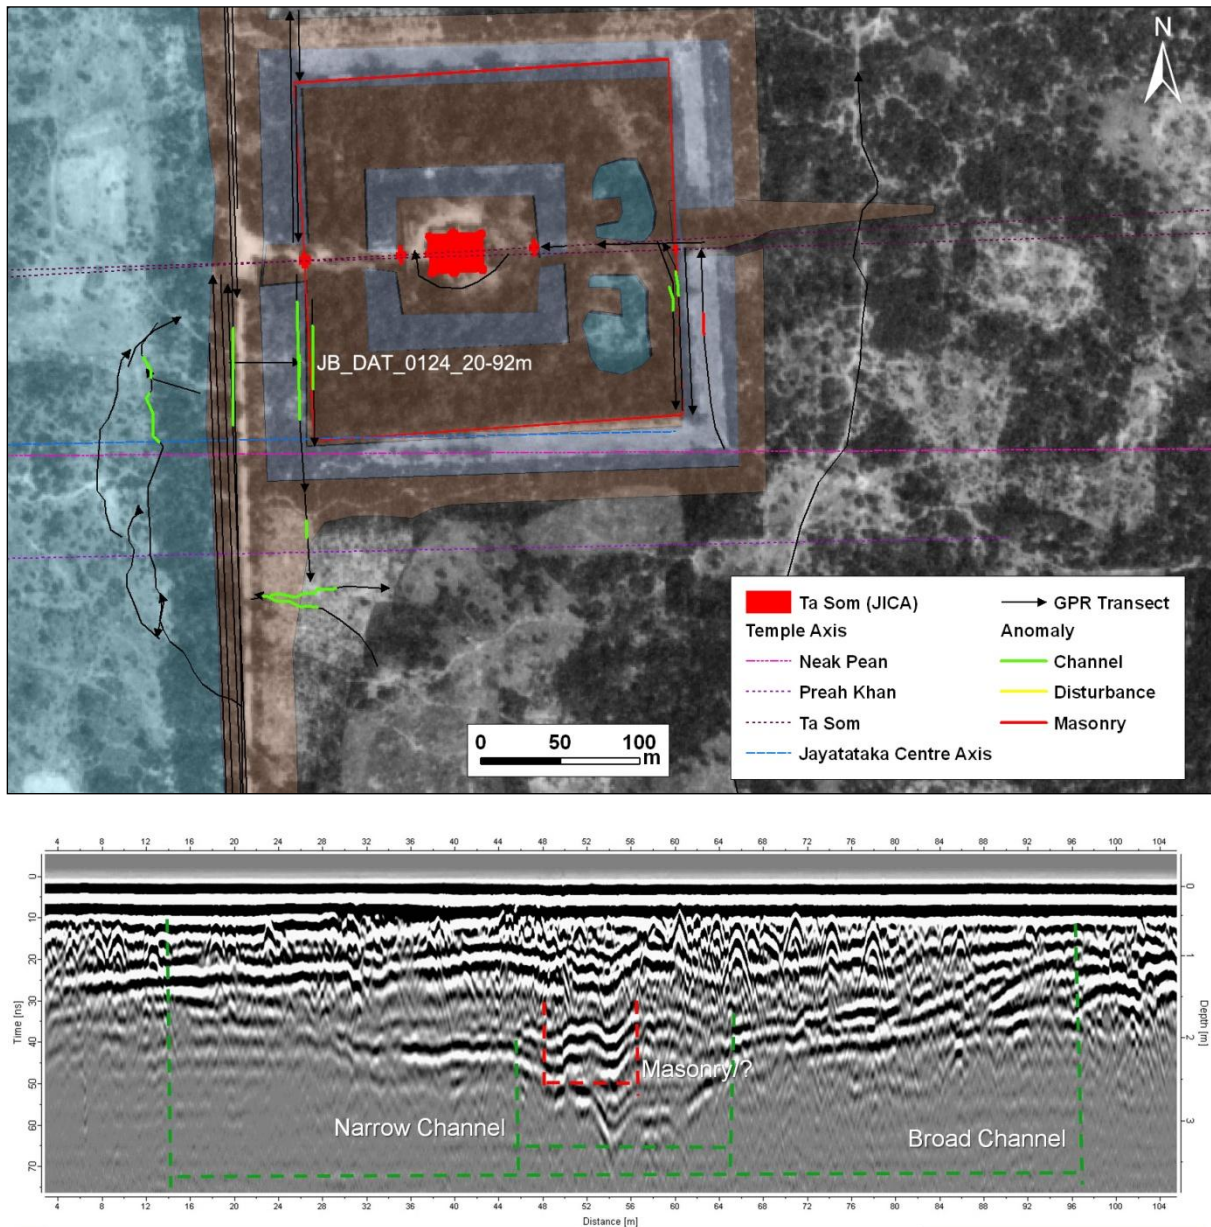 N
JB_DAT_0124_20-92m
Ta Som (JICA)
Temple Axis
Neak Pean
Preah Khan
Ta Som
Jayatataka Centre Axis
GPR Transect
Anomaly
Channel
Disturbance
Masonry
0 50 100
m
4 8 12 16 20 24 28 32 36 40 44 48 52 56 60 64 68 72 76 80 84 88 92 96 100 104
0
10
20
30
40
50
60
70
Time [ns]
0
1
2
3
Depth [m]
Masonry/?
Narrow Channel
Broad Channel
4 8 12 16 20 24 28 32 36 40 44 48 52 56 60 64 68 72 76 80 84 88 92 96 100 104
Distance [m]